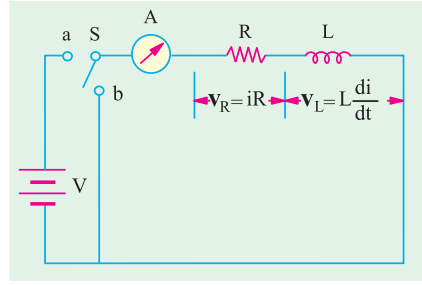 A
a S R L
b
v_R = iR v_L = L di/dt
V